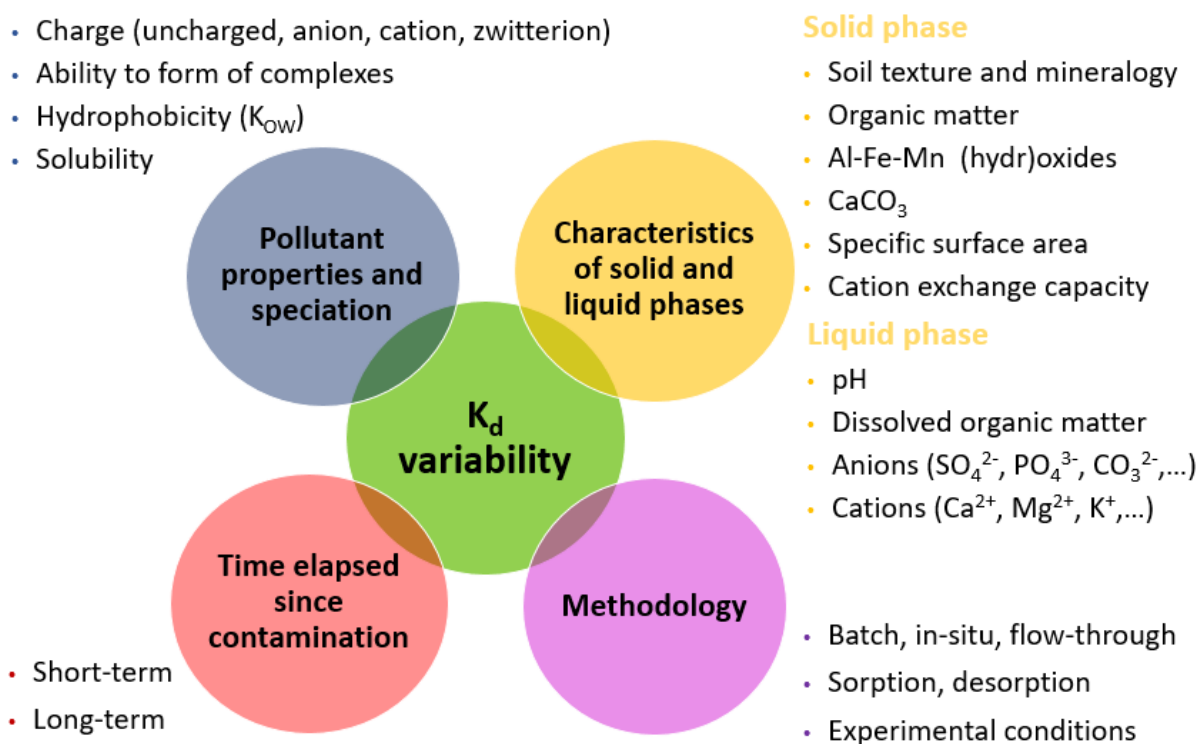 • Charge (uncharged, anion, cation, zwitterion)
• Ability to form of complexes
• Hydrophobicity (K_OW)
• Solubility
Pollutant
properties and
speciation
Characteristics
of solid and
liquid phases
K_d
variability
Time elapsed
since
contamination
Methodology
• Short-term
• Long-term
Solid phase
• Soil texture and mineralogy
• Organic matter
• Al-Fe-Mn (hydr)oxides
• CaCO₃
• Specific surface area
• Cation exchange capacity
Liquid phase
• pH
• Dissolved organic matter
• Anions (SO₄²⁻, PO₄³⁻, CO₃²⁻,...)
• Cations (Ca²⁺, Mg²⁺, K⁺,...)
• Batch, in-situ, flow-through
• Sorption, desorption
• Experimental conditions